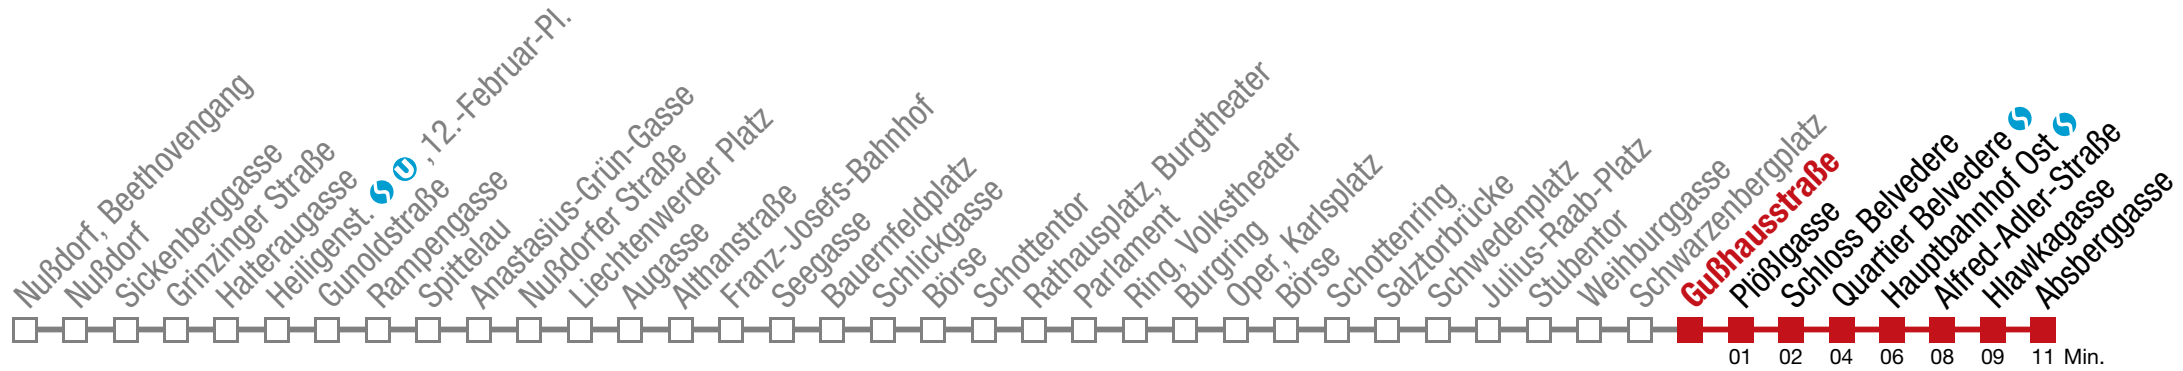 Nußdorf, Beethovengang
Nußdorf
Sickenberggasse
Grinzinger Straße
Halteraugasse
Heiligenst. S U , 12.-Februar-Pl.
Gunoldstraße
Rampengasse
Spittelau
Anastasius-Grün-Gasse
Nußdorfer Straße
Liechtenwerder Platz
Augasse
Althanstraße
Franz-Josefs-Bahnhof
Seegasse
Bauernfeldplatz
Schlickgasse
Börse
Schottentor
Rathausplatz, Burgtheater
Parlament
Ring, Volkstheater
Burgring
Oper, Karlsplatz
Börse
Schottenring
Salztorbrücke
Schwedenplatz
Julius-Raab-Platz
Stubentor
Weihburggasse
Schwarzenbergplatz
Gußhausstraße
Plößlgasse
Schloss Belvedere
Quartier Belvedere S
Hauptbahnhof Ost S
Alfred-Adler-Straße
Hlawkagasse
Absberggasse
01 02 04 06 08 09 11 Min.